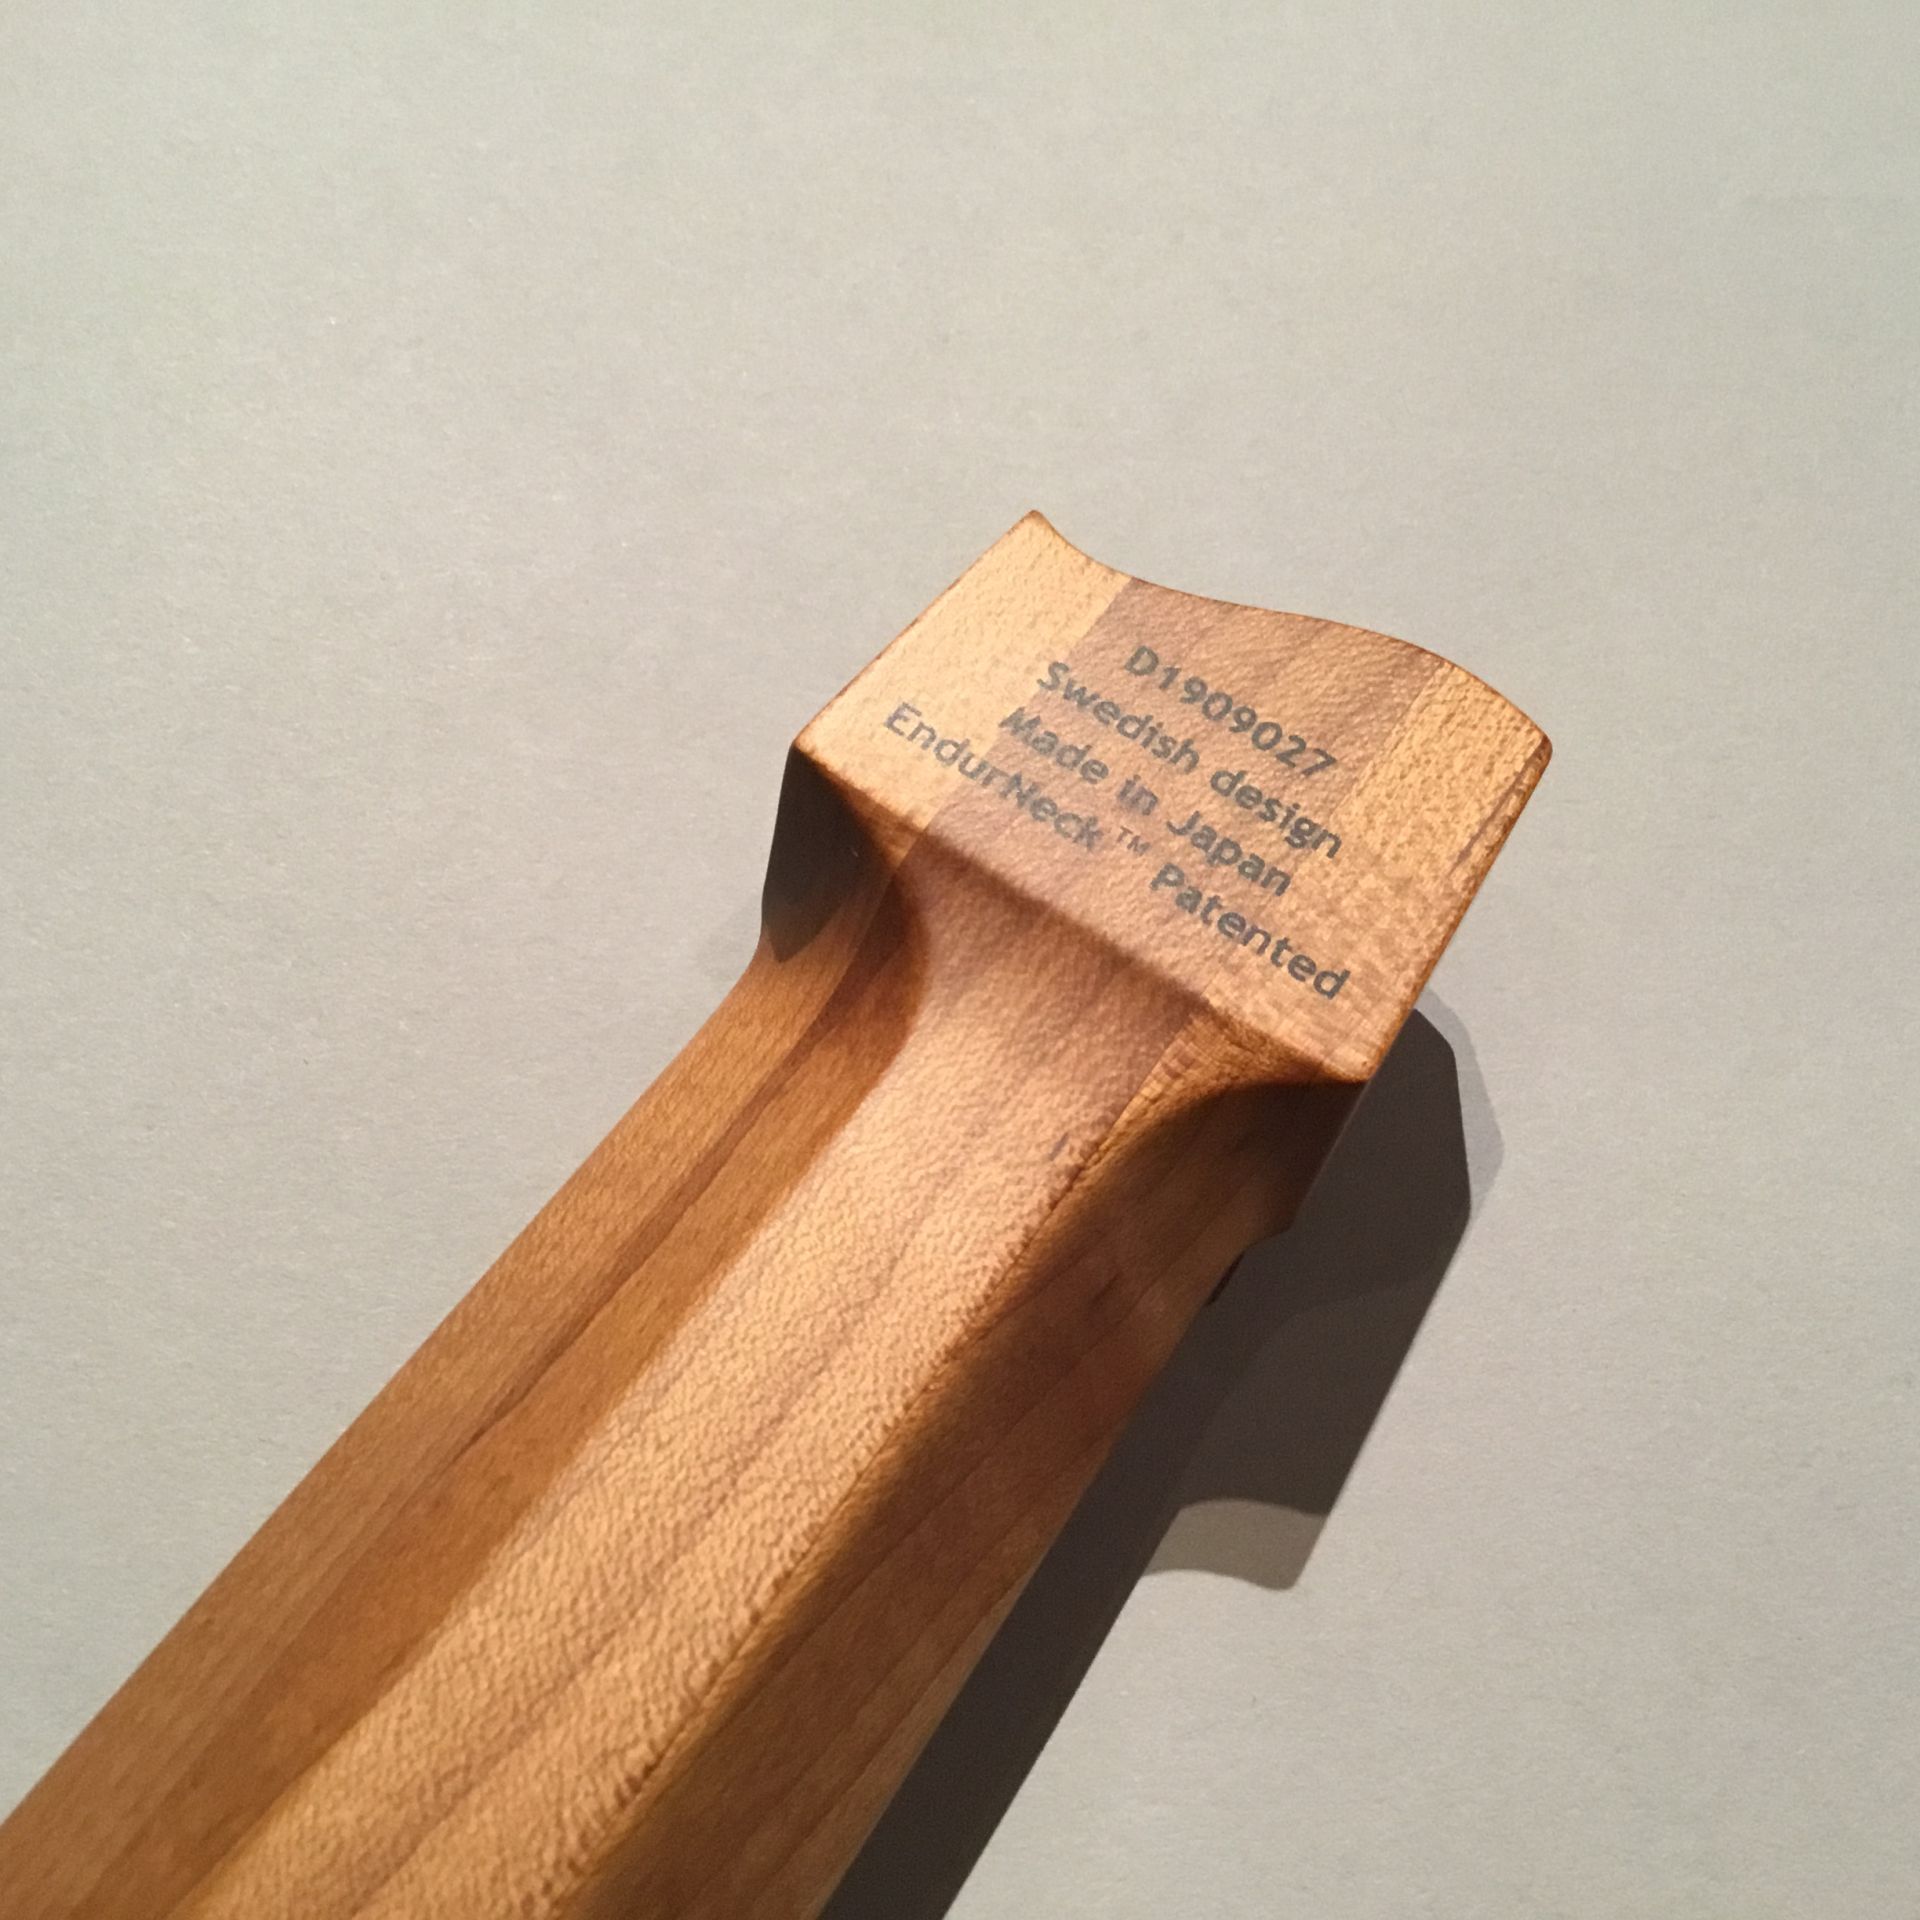 D1909027
Swedish design
Made in Japan
EndurNeck™ Patented